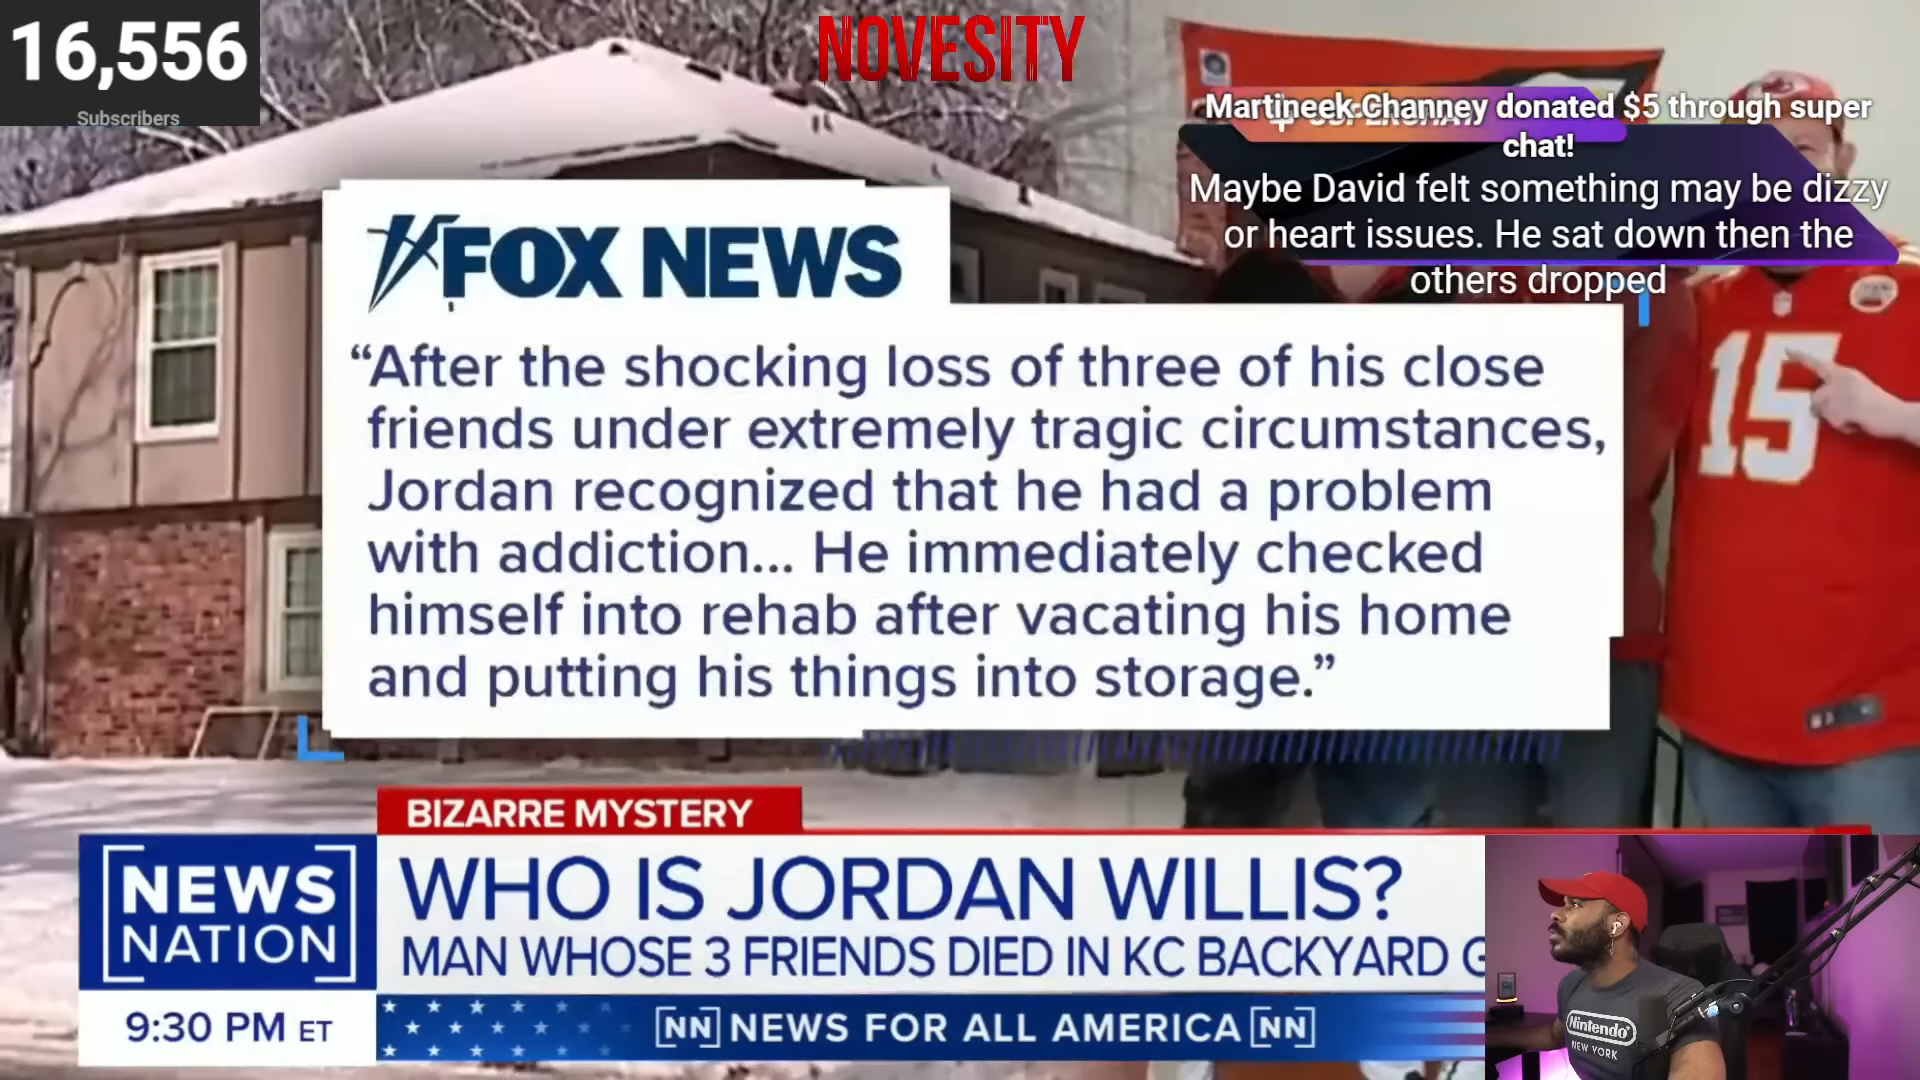 16,556
Subscribers
NOVESITY
Martineek Channey donated $5 through super
chat!
Maybe David felt something may be dizzy
or heart issues. He sat down then the
others dropped
FOX NEWS
“After the shocking loss of three of his close
friends under extremely tragic circumstances,
Jordan recognized that he had a problem
with addiction... He immediately checked
himself into rehab after vacating his home
and putting his things into storage.”
15
BIZARRE MYSTERY
NEWS
NATION
WHO IS JORDAN WILLIS?
MAN WHOSE 3 FRIENDS DIED IN KC BACKYARD G
9:30 PM ET
NN NEWS FOR ALL AMERICA NN
Nintendo
NEW YORK